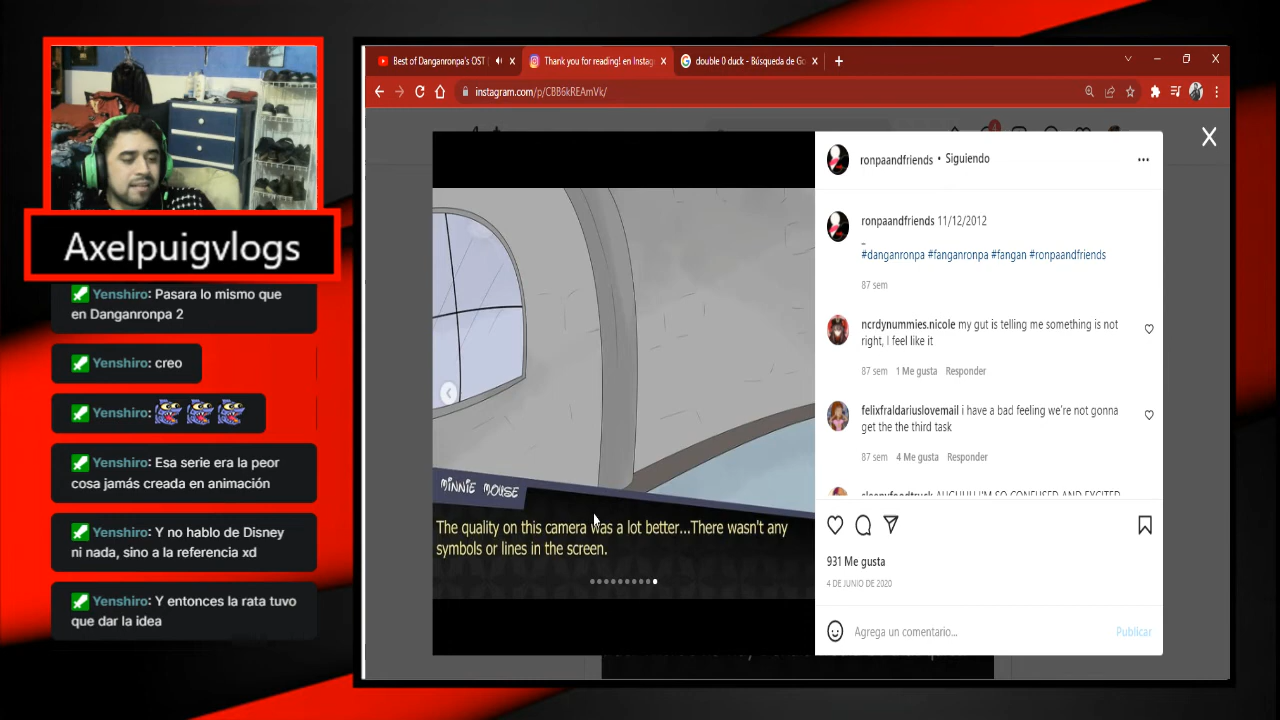 Axelpuigvlogs
Yenshiro: Pasara lo mismo que
en Danganronpa 2
Yenshiro: creo
Yenshiro:
Yenshiro: Esa serie era la peor
cosa jamás creada en animación
Yenshiro: Y no hablo de Disney
ni nada, sino a la referencia xd
Yenshiro: Y entonces la rata tuvo
que dar la idea
Best of Danganronpa's OST
Thank you for reading! en Instag
double 0 duck - Búsqueda de Go
instagram.com/p/CBB6kREAmVk/
MINNIE MOUSE
The quality on this camera was a lot better...There wasn't any
symbols or lines in the screen.
ronpaandfriends • Siguiendo
ronpaandfriends 11/12/2012
_
#danganronpa #fanganronpa #fangan #ronpaandfriends
87 sem
ncrdynummies.nicole my gut is telling me something is not
right, I feel like it
87 sem 1 Me gusta Responder
felixfraldariuslovemail i have a bad feeling we're not gonna
get the the third task
87 sem 4 Me gusta Responder
931 Me gusta
4 DE JUNIO DE 2020
Agrega un comentario...
Publicar